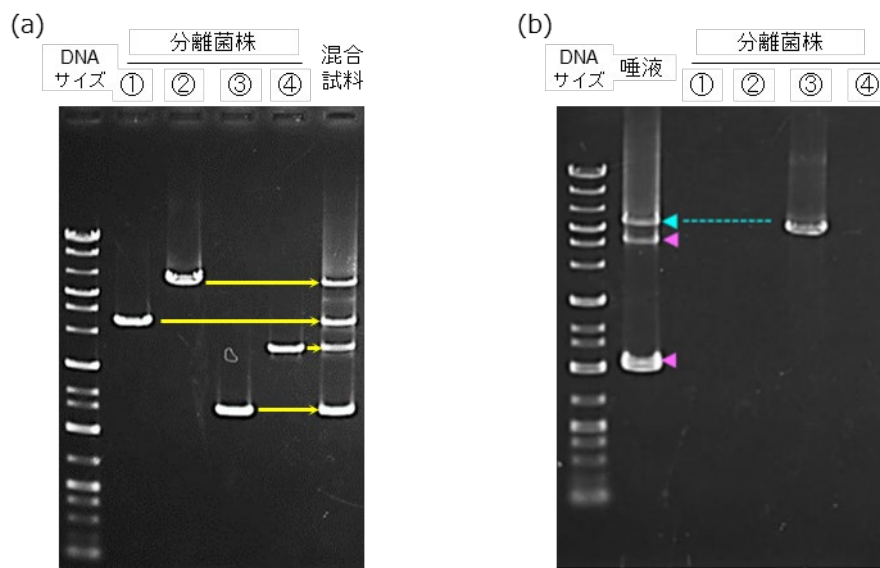 (a)
DNA
サイズ
分離菌株
① ② ③ ④
混合
試料
(b)
DNA
サイズ
唾液
分離菌株
① ② ③ ④